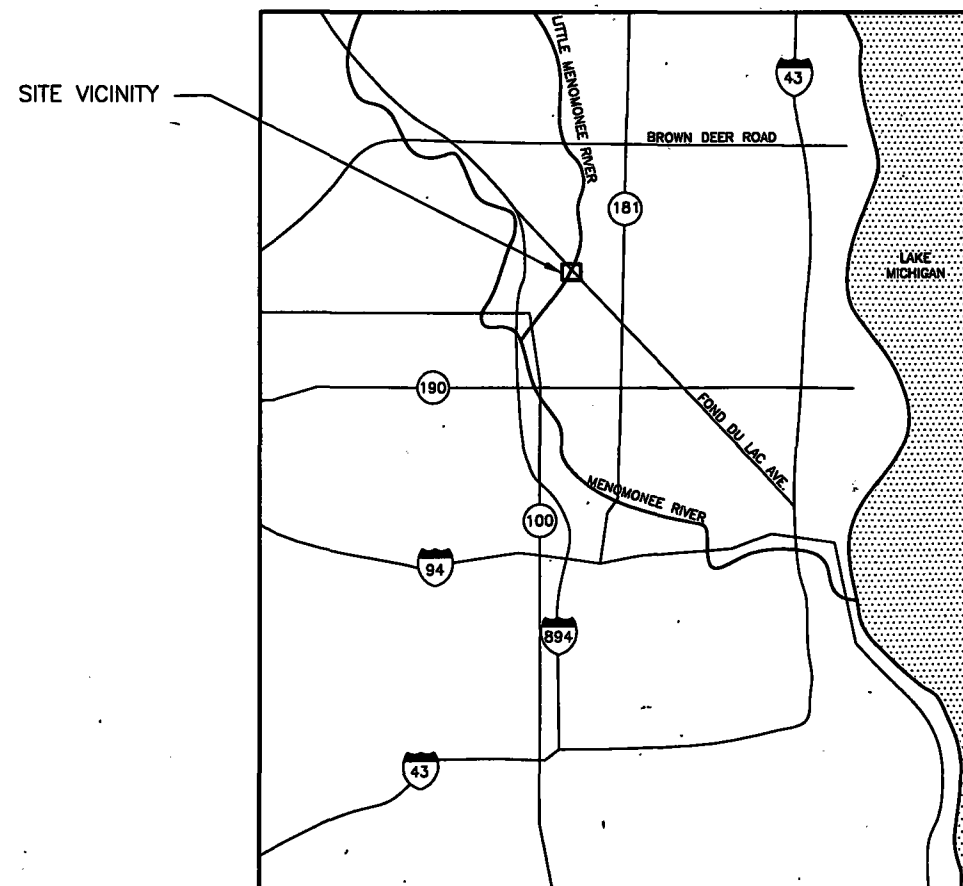 LITTLE MENOMONEE RIVER
43
SITE VICINITY
BROWN DEER ROAD
181
LAKE
MICHIGAN
190
FOND DU LAC AVE.
MENOMONEE RIVER
100
94
894
43